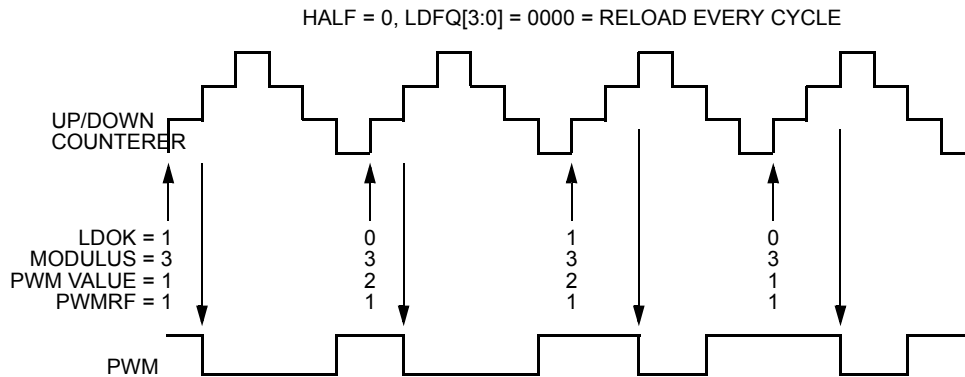 HALF = 0, LDFQ[3:0] = 0000 = RELOAD EVERY CYCLE
UP/DOWN
COUNTERER
LDOK = 1 0 1 0
MODULUS = 3 3 3 3
PWM VALUE = 1 2 2 1
PWMRF = 1 1 1 1
PWM